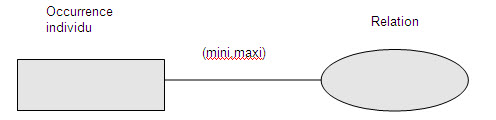 Occurrence
individu
Relation
(mini,maxi)